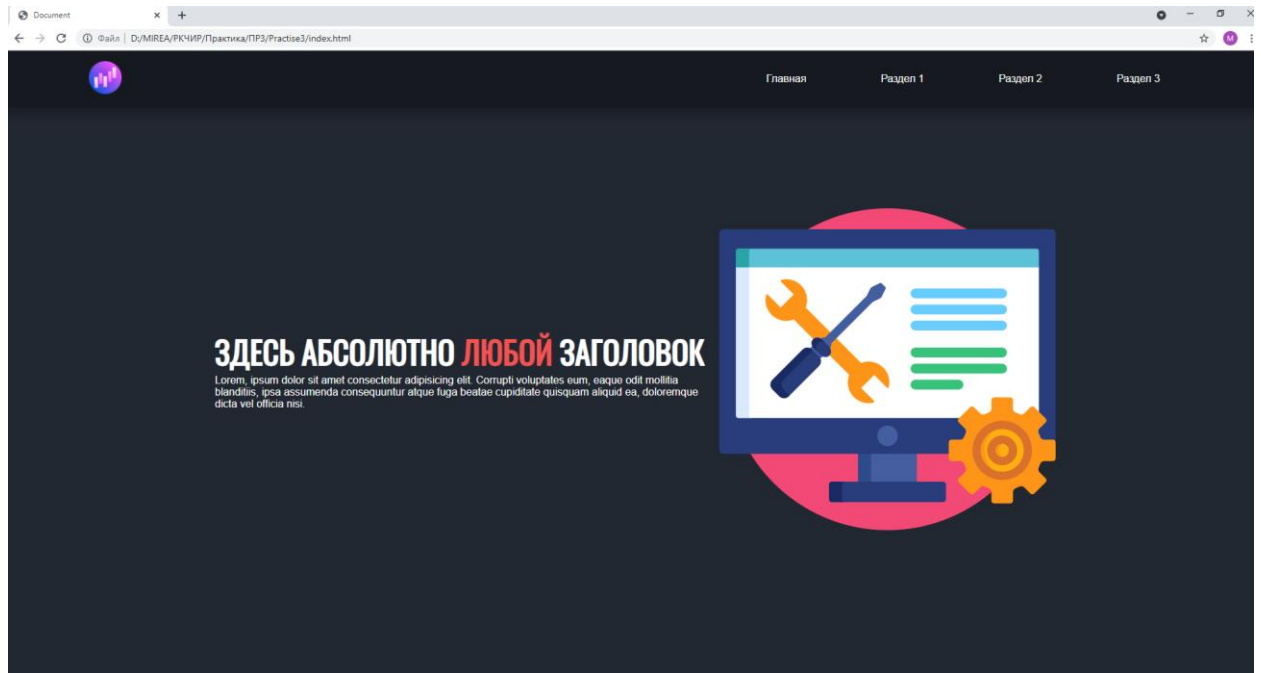 Document
Файл | D:/MIREA/РКЧИР/Практика/ПР3/Practise3/index.html
M
Главная Раздел 1 Раздел 2 Раздел 3
ЗДЕСЬ АБСОЛЮТНО ЛЮБОЙ ЗАГОЛОВОК
Lorem, ipsum dolor sit amet consectetur adipisicing elit. Corrupti voluptates eum, eaque odit mollitia
blanditiis, ipsa assumenda consequuntur atque fuga beatae cupiditate quisquam aliquid ea, doloremque
dicta vel officia nisi.